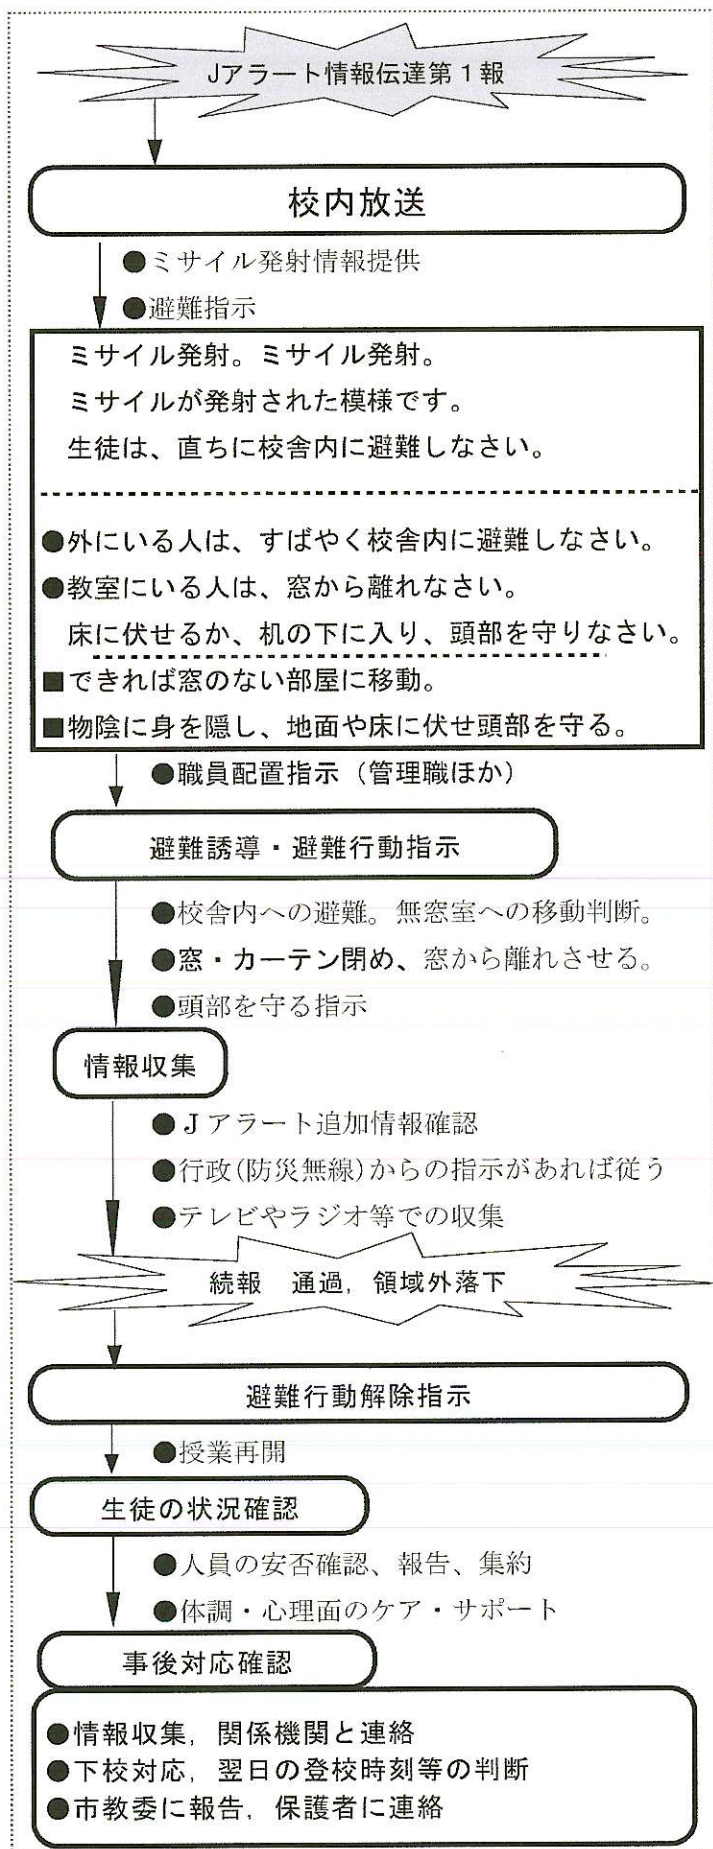 Jアラート情報伝達第１報
校内放送
●ミサイル発射情報提供
●避難指示
ミサイル発射。ミサイル発射。
ミサイルが発射された模様です。
生徒は、直ちに校舎内に避難しなさい。
●外にいる人は、すばやく校舎内に避難しなさい。
●教室にいる人は、窓から離れなさい。
床に伏せるか、机の下に入り、頭部を守りなさい。
■できれば窓のない部屋に移動。
■物陰に身を隠し、地面や床に伏せ頭部を守る。
●職員配置指示（管理職ほか）
避難誘導・避難行動指示
●校舎内への避難。無窓室への移動判断。
●窓・カーテン閉め、窓から離れさせる。
●頭部を守る指示
情報収集
●Ｊアラート追加情報確認
●行政(防災無線)からの指示があれば従う
●テレビやラジオ等での収集
続報　通過，領域外落下
避難行動解除指示
●授業再開
生徒の状況確認
●人員の安否確認、報告、集約
●体調・心理面のケア・サポート
事後対応確認
●情報収集，関係機関と連絡
●下校対応，翌日の登校時刻等の判断
●市教委に報告，保護者に連絡